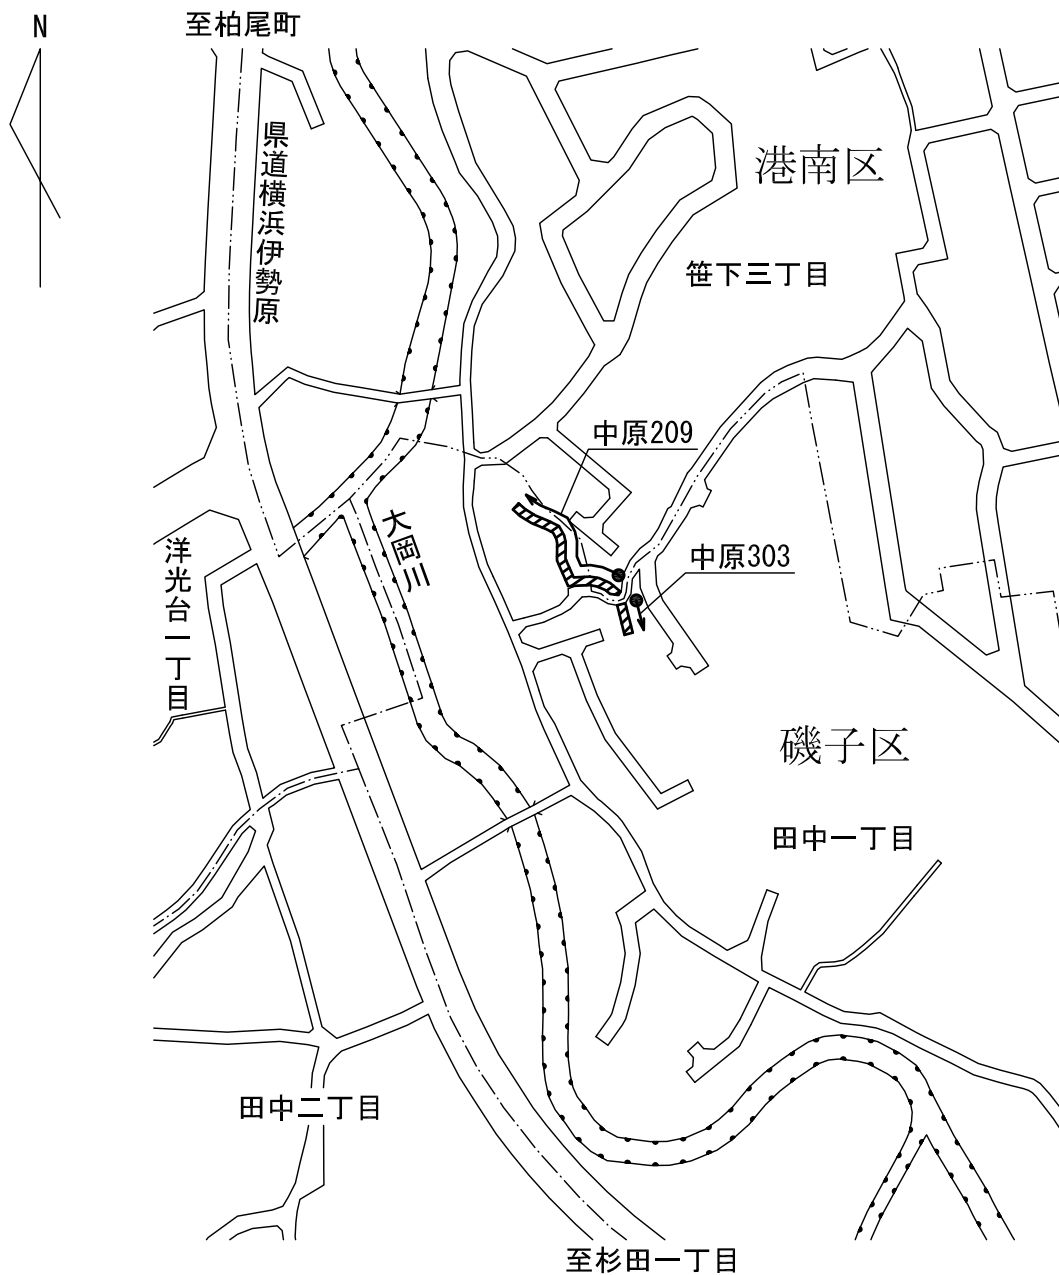 N
至柏尾町
県道横浜伊勢原
港南区
笹下三丁目
中原209
大岡川
洋光台一丁目
中原303
磯子区
田中一丁目
田中二丁目
至杉田一丁目